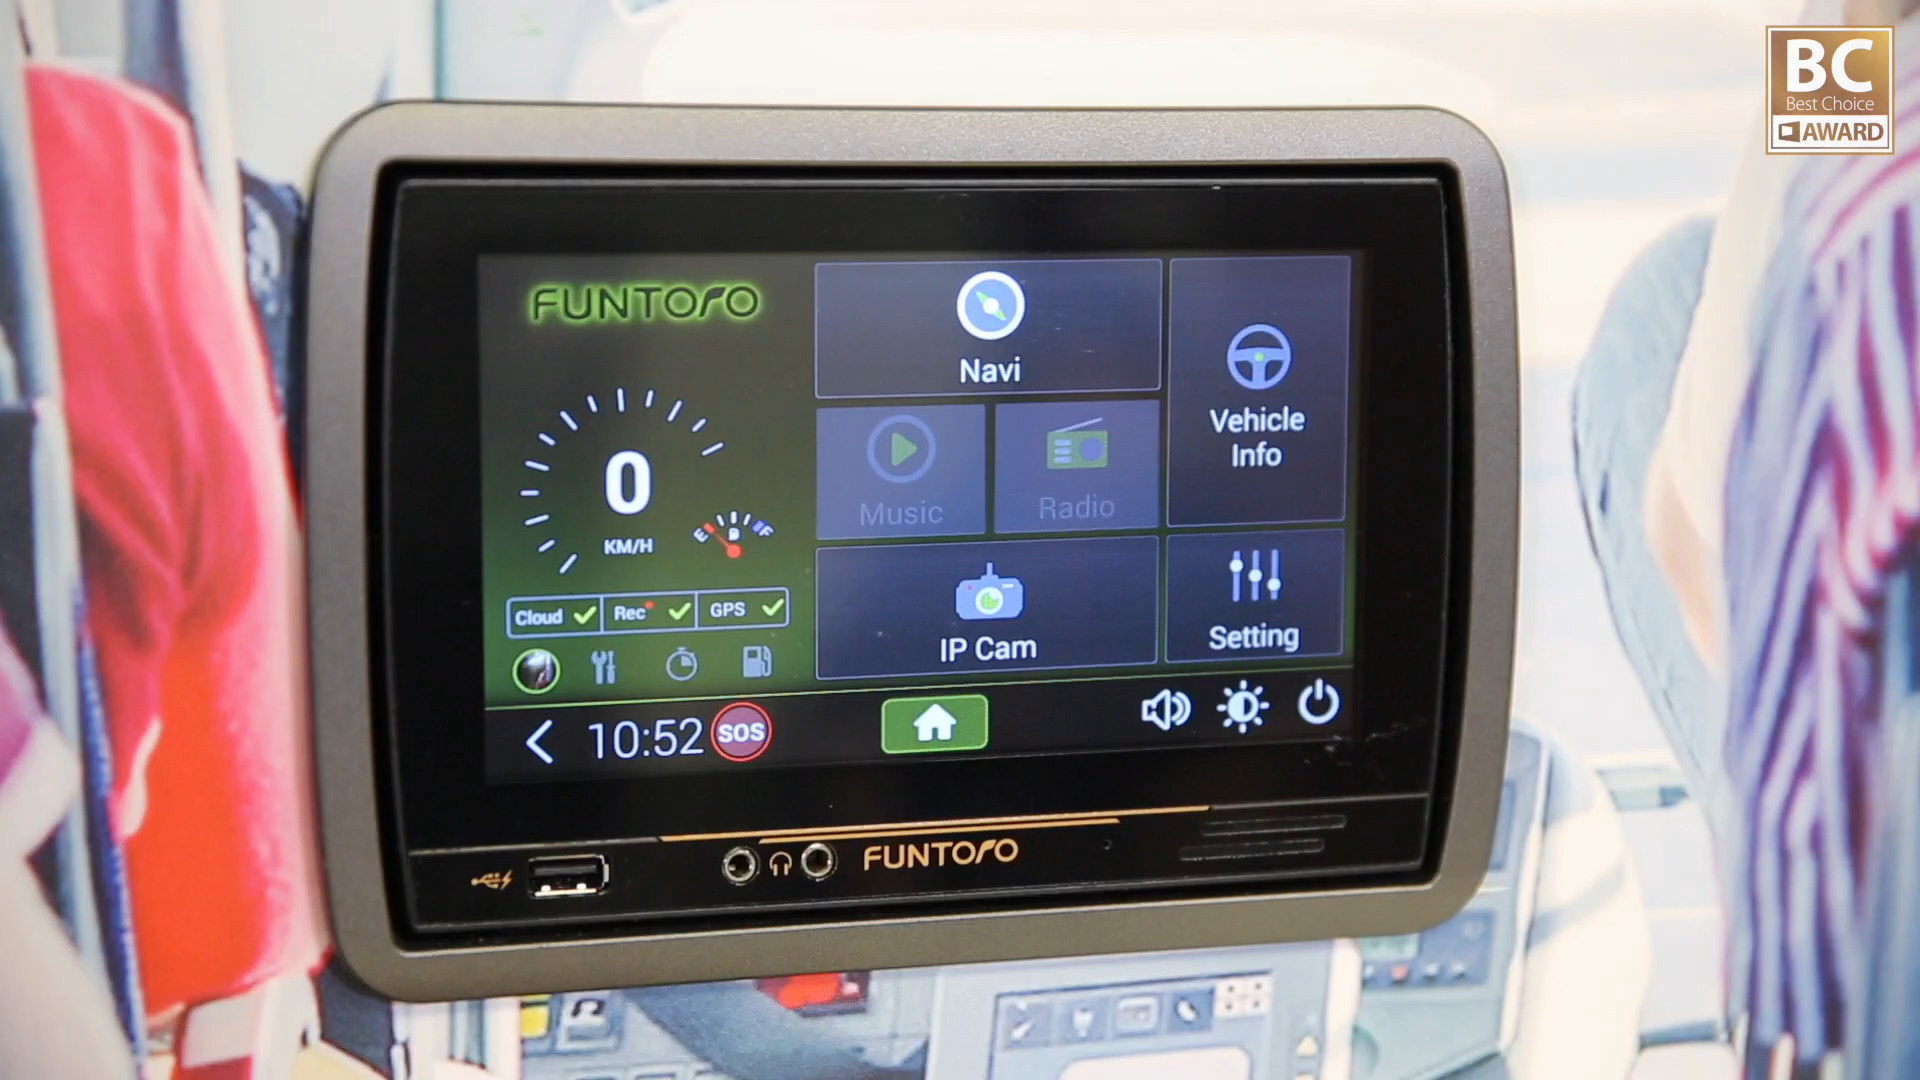 BC
Best Choice
AWARD
FUNTORO
Navi
Vehicle
Info
0
KM/H
E F
Music
Radio
Cloud Rec GPS
IP Cam
Setting
10:52 SOS
FUNTORO